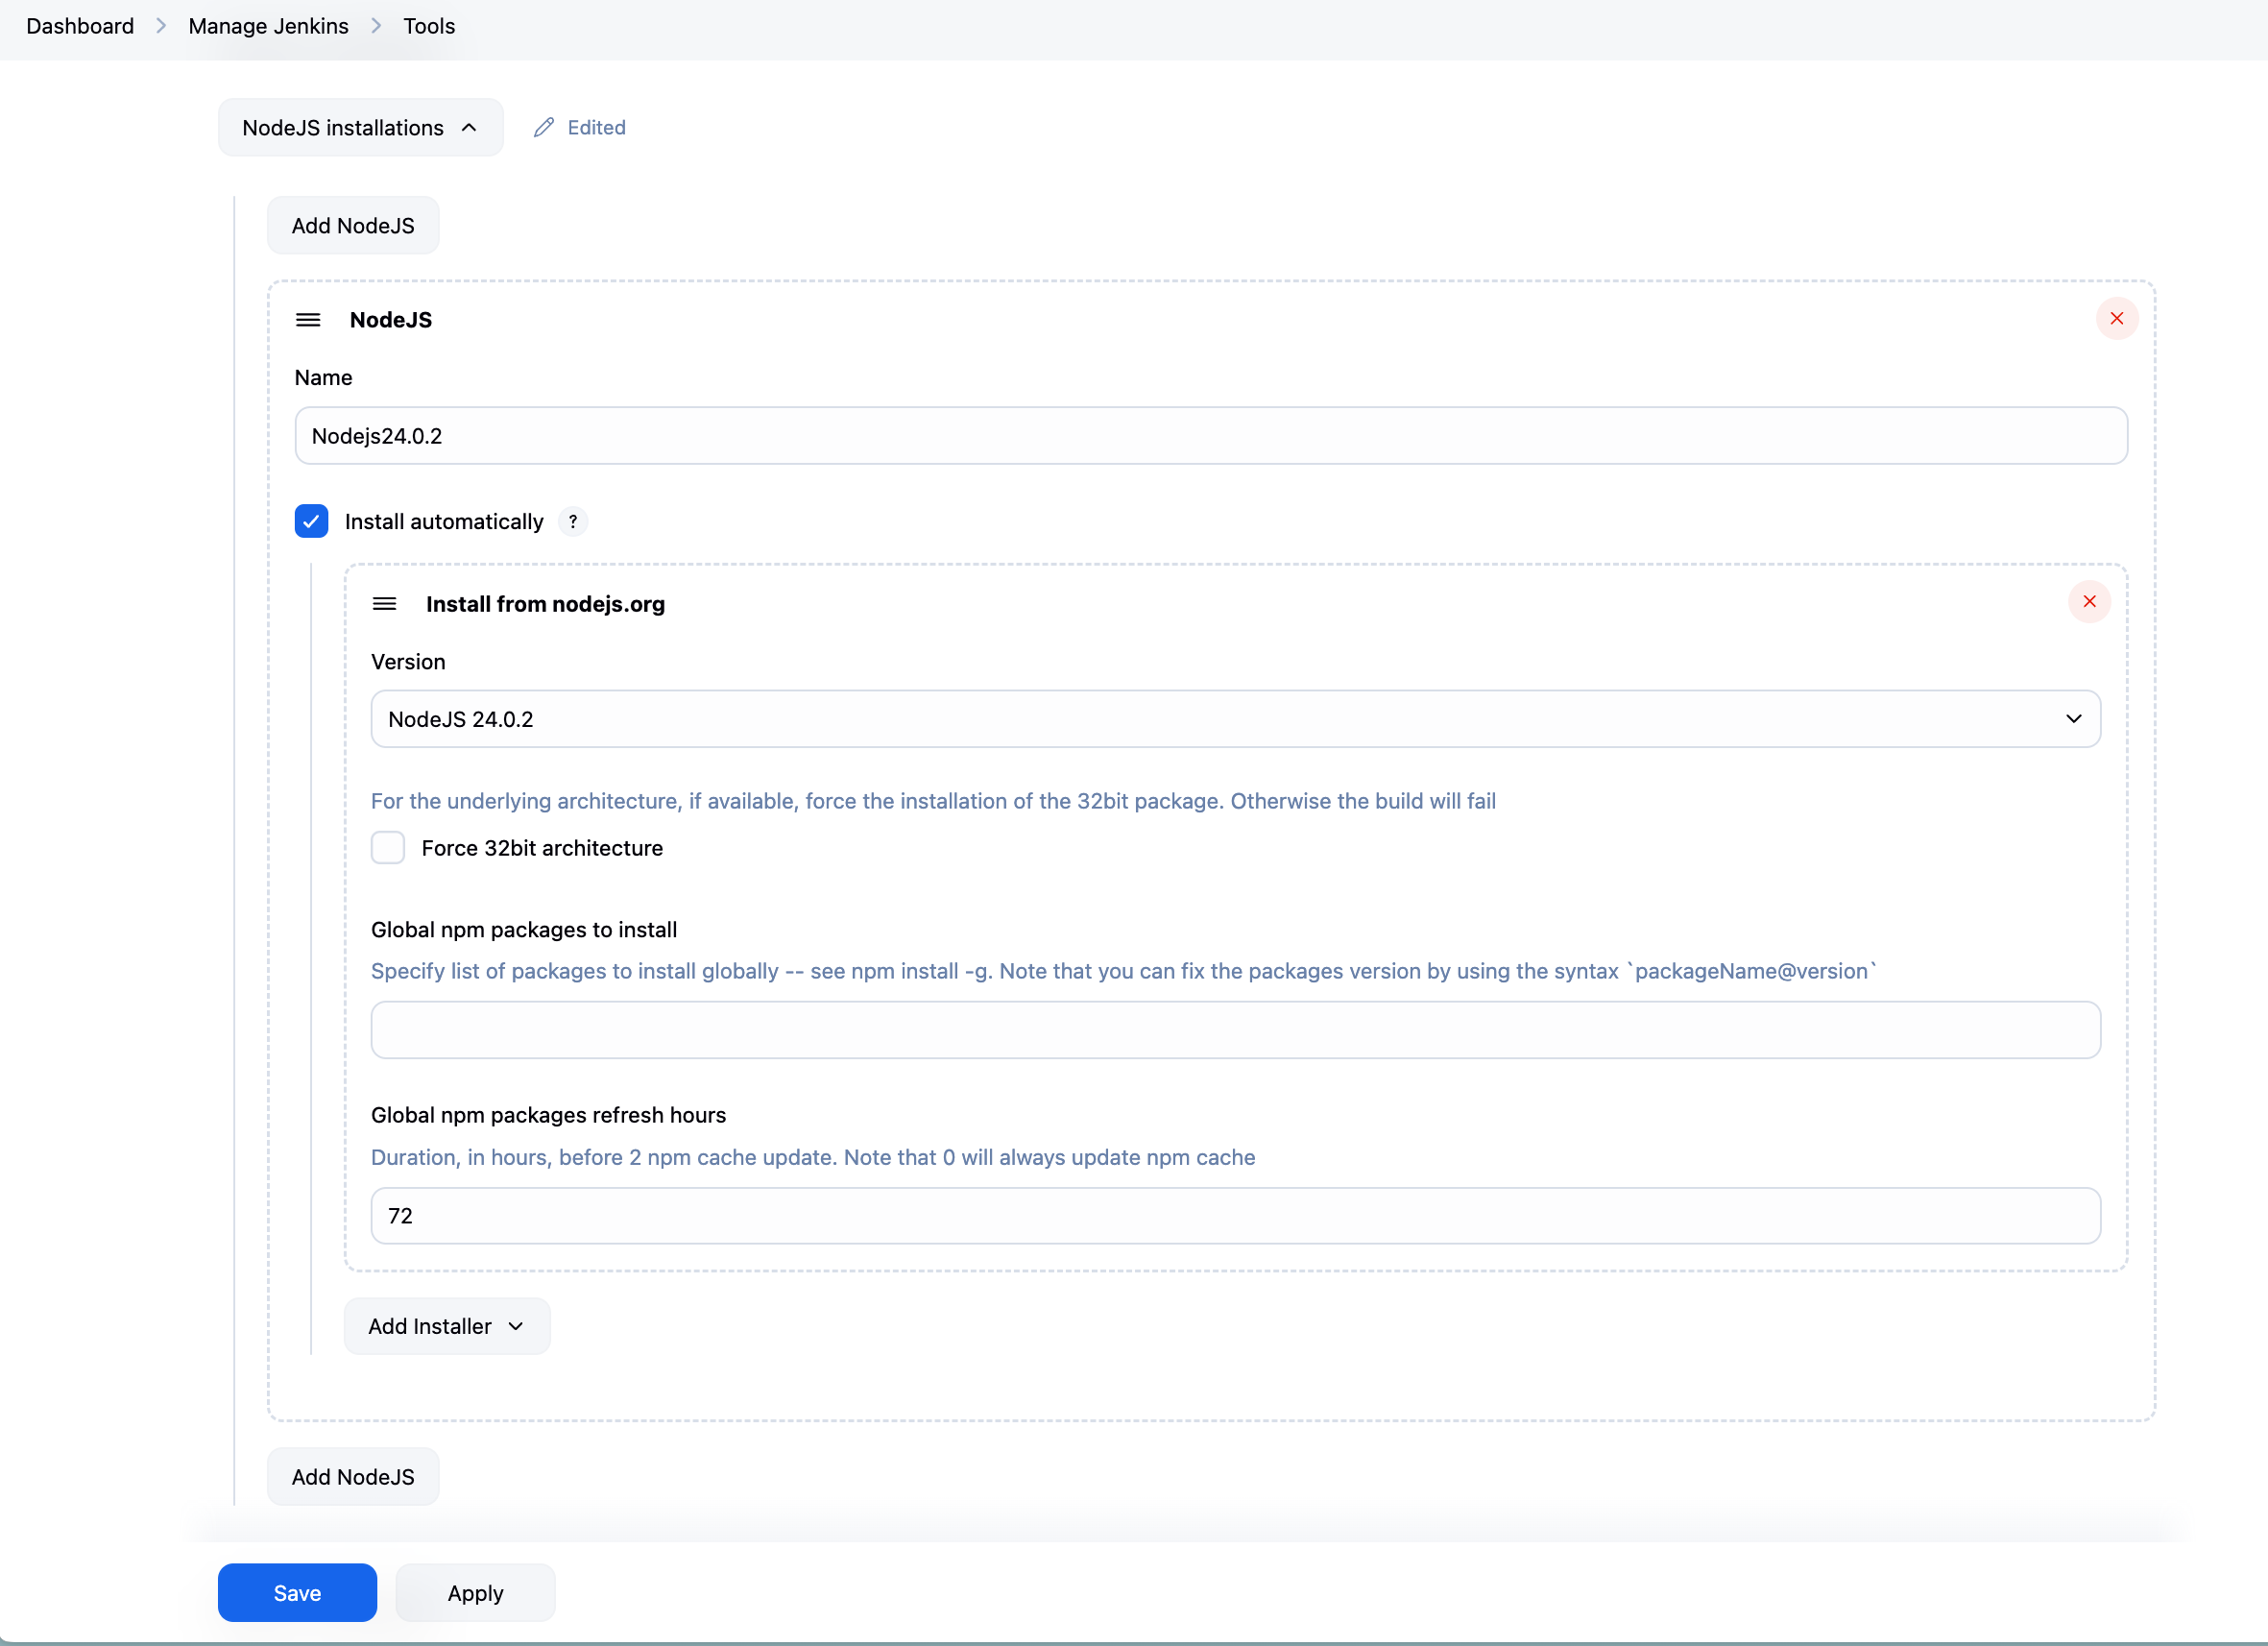 Dashboard > Manage Jenkins > Tools
NodeJS installations
Edited
Add NodeJS
NodeJS
Name
Nodejs24.0.2
Install automatically ?
Install from nodejs.org
Version
NodeJS 24.0.2
For the underlying architecture, if available, force the installation of the 32bit package. Otherwise the build will fail
Force 32bit architecture
Global npm packages to install
Specify list of packages to install globally -- see npm install -g. Note that you can fix the packages version by using the syntax `packageName@version`
Global npm packages refresh hours
Duration, in hours, before 2 npm cache update. Note that 0 will always update npm cache
72
Add Installer
Add NodeJS
Save
Apply